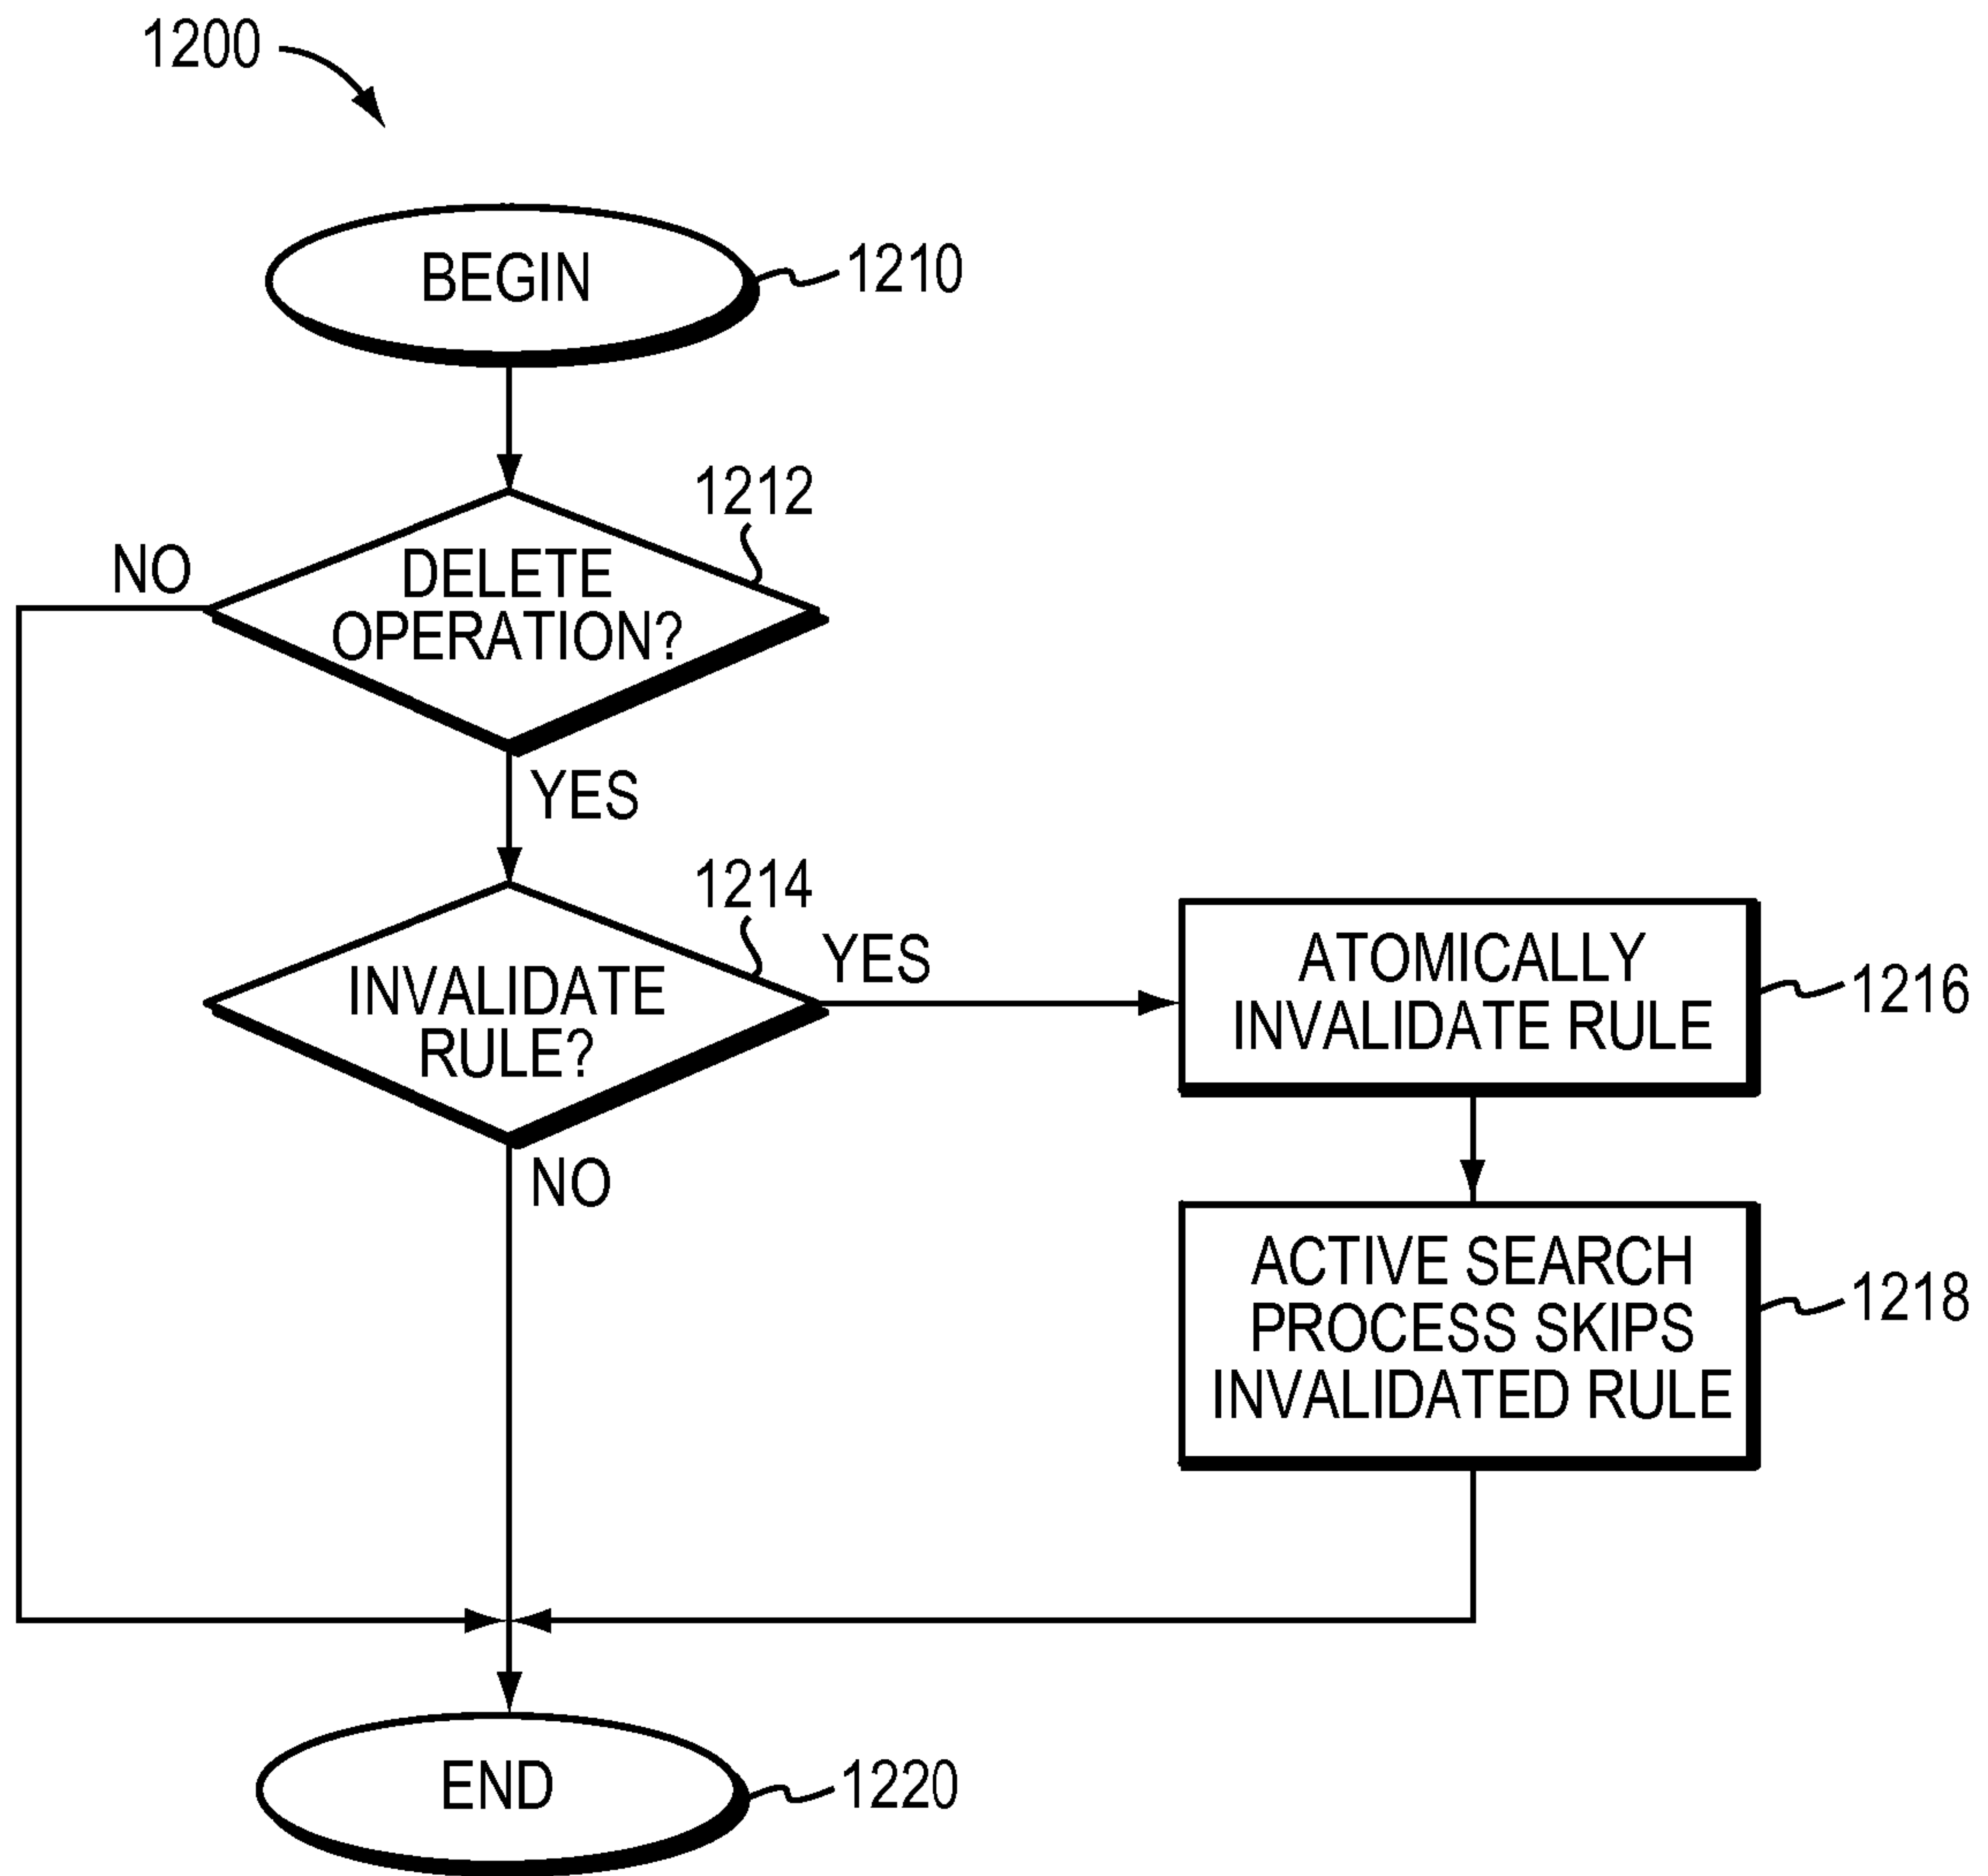 1200
BEGIN
1210
1212
NO
DELETE
OPERATION?
YES
1214
INVALIDATE
RULE?
YES
NO
ATOMICALLY
INVALIDATE RULE
1216
ACTIVE SEARCH
PROCESS SKIPS
INVALIDATED RULE
1218
END
1220